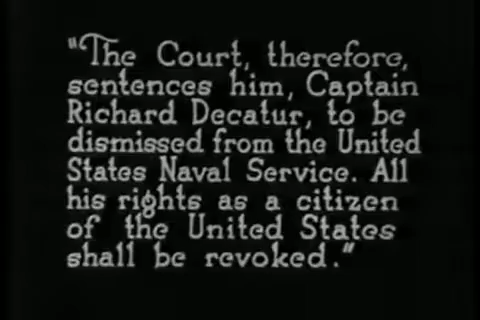 "The Court, therefore,
sentences him, Captain
Richard Decatur, to be
dismissed from the United
States Naval Service. All
his rights as a citizen
of the United States
shall be revoked."